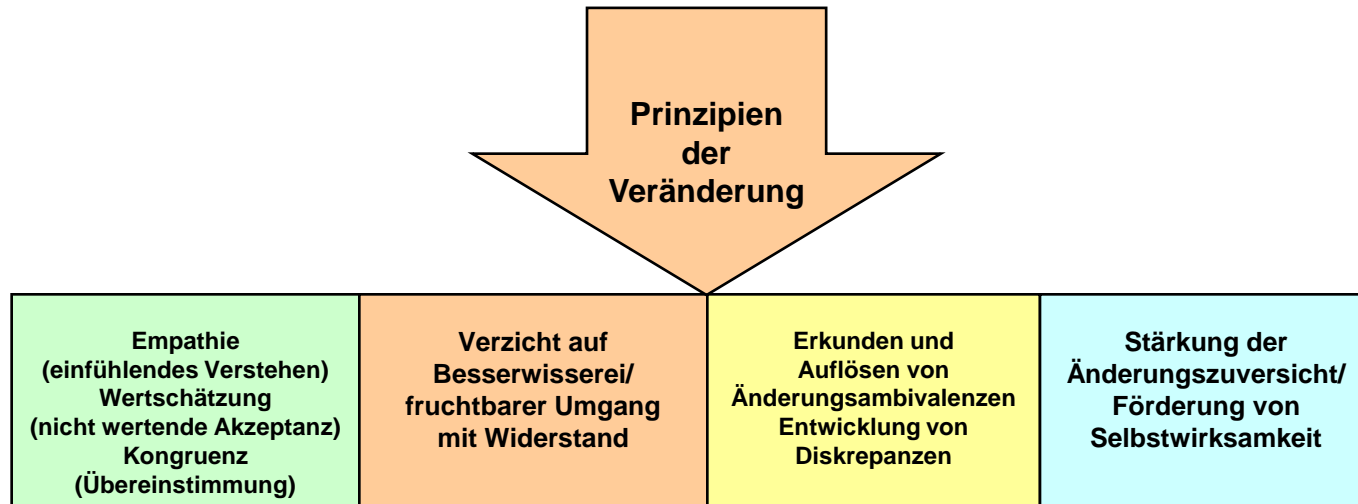 Prinzipien
der
Veränderung
Empathie
(einfühlendes Verstehen)
Wertschätzung
(nicht wertende Akzeptanz)
Kongruenz
(Übereinstimmung)
Verzicht auf
Besserwisserei/
fruchtbarer Umgang
mit Widerstand
Erkunden und
Auflösen von
Änderungsambivalenzen
Entwicklung von
Diskrepanzen
Stärkung der
Änderungszuversicht/
Förderung von
Selbstwirksamkeit